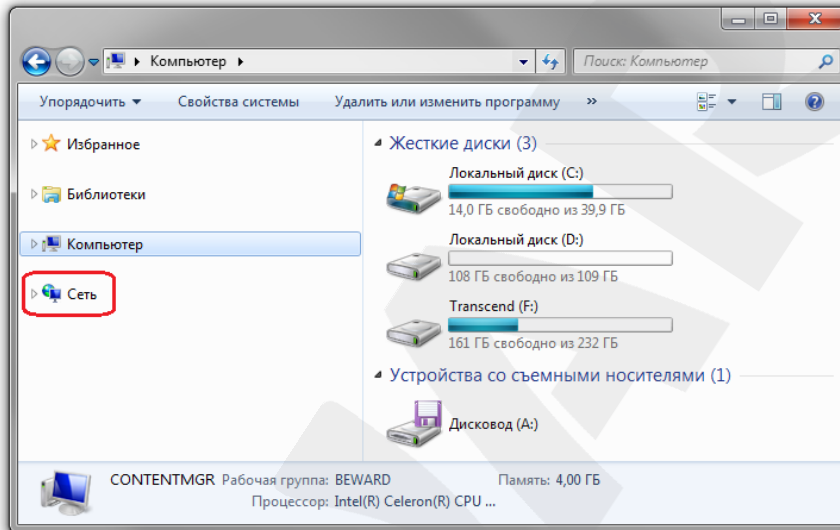 Компьютер
Поиск: Компьютер
Упорядочить
Свойства системы
Удалить или изменить программу
»
Избранное
Библиотеки
Компьютер
Сеть
Жесткие диски (3)
Локальный диск (C:)
14,0 ГБ свободно из 39,9 ГБ
Локальный диск (D:)
108 ГБ свободно из 109 ГБ
Transcend (F:)
161 ГБ свободно из 232 ГБ
Устройства со съемными носителями (1)
Дисковод (A:)
CONTENTMGR Рабочая группа: BEWARD Память: 4,00 ГБ
Процессор: Intel(R) Celeron(R) CPU ...